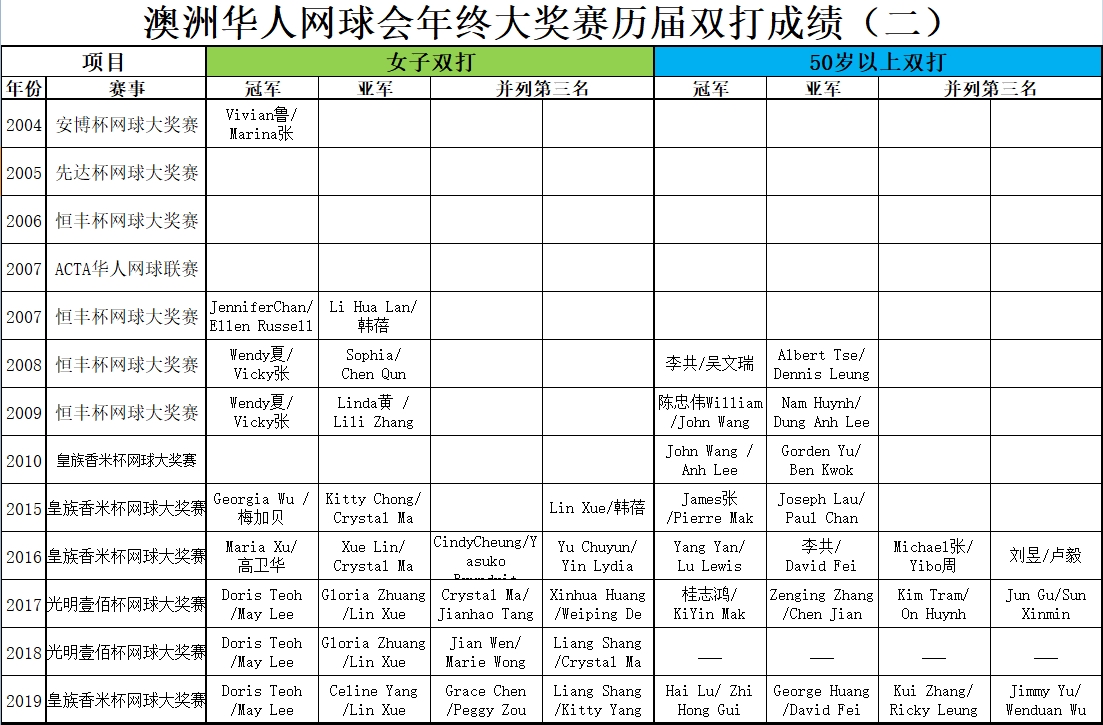 澳洲华人网球会年终大奖赛历届双打成绩（二）
项目 女子双打 50岁以上双打
年份 赛事 冠军 亚军 并列第三名 冠军 亚军 并列第三名
2004 安博杯网球大奖赛 Vivian鲁/
Marina张
2005 先达杯网球大奖赛
2006 恒丰杯网球大奖赛
2007 ACTA华人网球联赛
2007 恒丰杯网球大奖赛 JenniferChan/ Li Hua Lan/
Ellen Russell 韩蓓
2008 恒丰杯网球大奖赛 Wendy夏/ Sophia/ 李共/吴文瑞 Albert Tse/
Vicky张 Chen Qun Dennis Leung
2009 恒丰杯网球大奖赛 Wendy夏/ Linda黄 / 陈忠伟William Nam Huynh/
Vicky张 Lili Zhang /John Wang Dung Anh Lee
2010 皇族香米杯网球大奖赛 John Wang / Gorden Yu/
Anh Lee Ben Kwok
2015 皇族香米杯网球大奖赛 Georgia Wu / Kitty Chong/ Lin Xue/韩蓓 James张 Joseph Lau/
梅加贝 Crystal Ma /Pierre Mak Paul Chan
2016 皇族香米杯网球大奖赛 Maria Xu/ Xue Lin/ CindyCheung/Y Yu Chuyun/ Yang Yan/ 李共/ Michael张/ 刘昱/卢毅
高卫华 Crystal Ma asuko Yin Lydia Lu Lewis David Fei Yibo周
2017 光明壹佰杯网球大奖赛 Doris Teoh Gloria Zhuang Crystal Ma/ Xinhua Huang 桂志鸿/ Zenging Zhang Kim Tram/ Jun Gu/Sun
/May Lee /Lin Xue Jianhao Tang /Weiping De KiYin Mak /Chen Jian On Huynh Xinmin
2018 光明壹佰杯网球大奖赛 Doris Teoh Gloria Zhuang Jian Wen/ Liang Shang — — — —
/May Lee /Lin Xue Marie Wong /Crystal Ma
2019 皇族香米杯网球大奖赛 Doris Teoh Celine Yang Grace Chen Liang Shang Hai Lu/ Zhi George Huang Kui Zhang/ Jimmy Yu/
/May Lee /Lin Xue /Peggy Zou /Kitty Yang Hong Gui /David Fei Ricky Leung Wenduan Wu